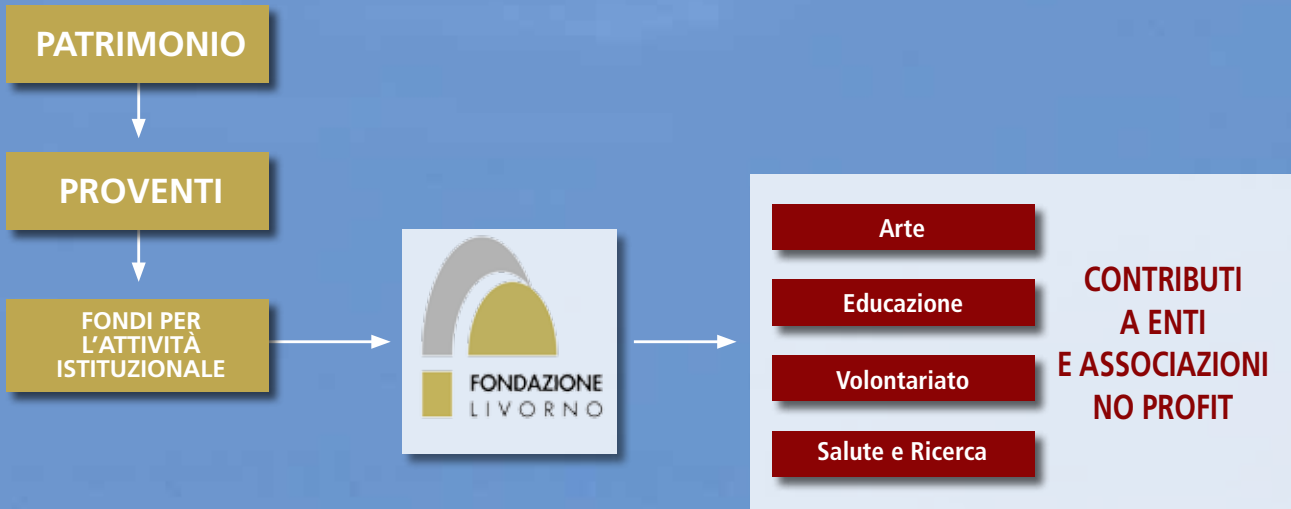 PATRIMONIO
PROVENTI
FONDI PER
L’ATTIVITÀ
ISTITUZIONALE
FONDAZIONE
LIVORNO
Arte
Educazione
Volontariato
Salute e Ricerca
CONTRIBUTI
A ENTI
E ASSOCIAZIONI
NO PROFIT